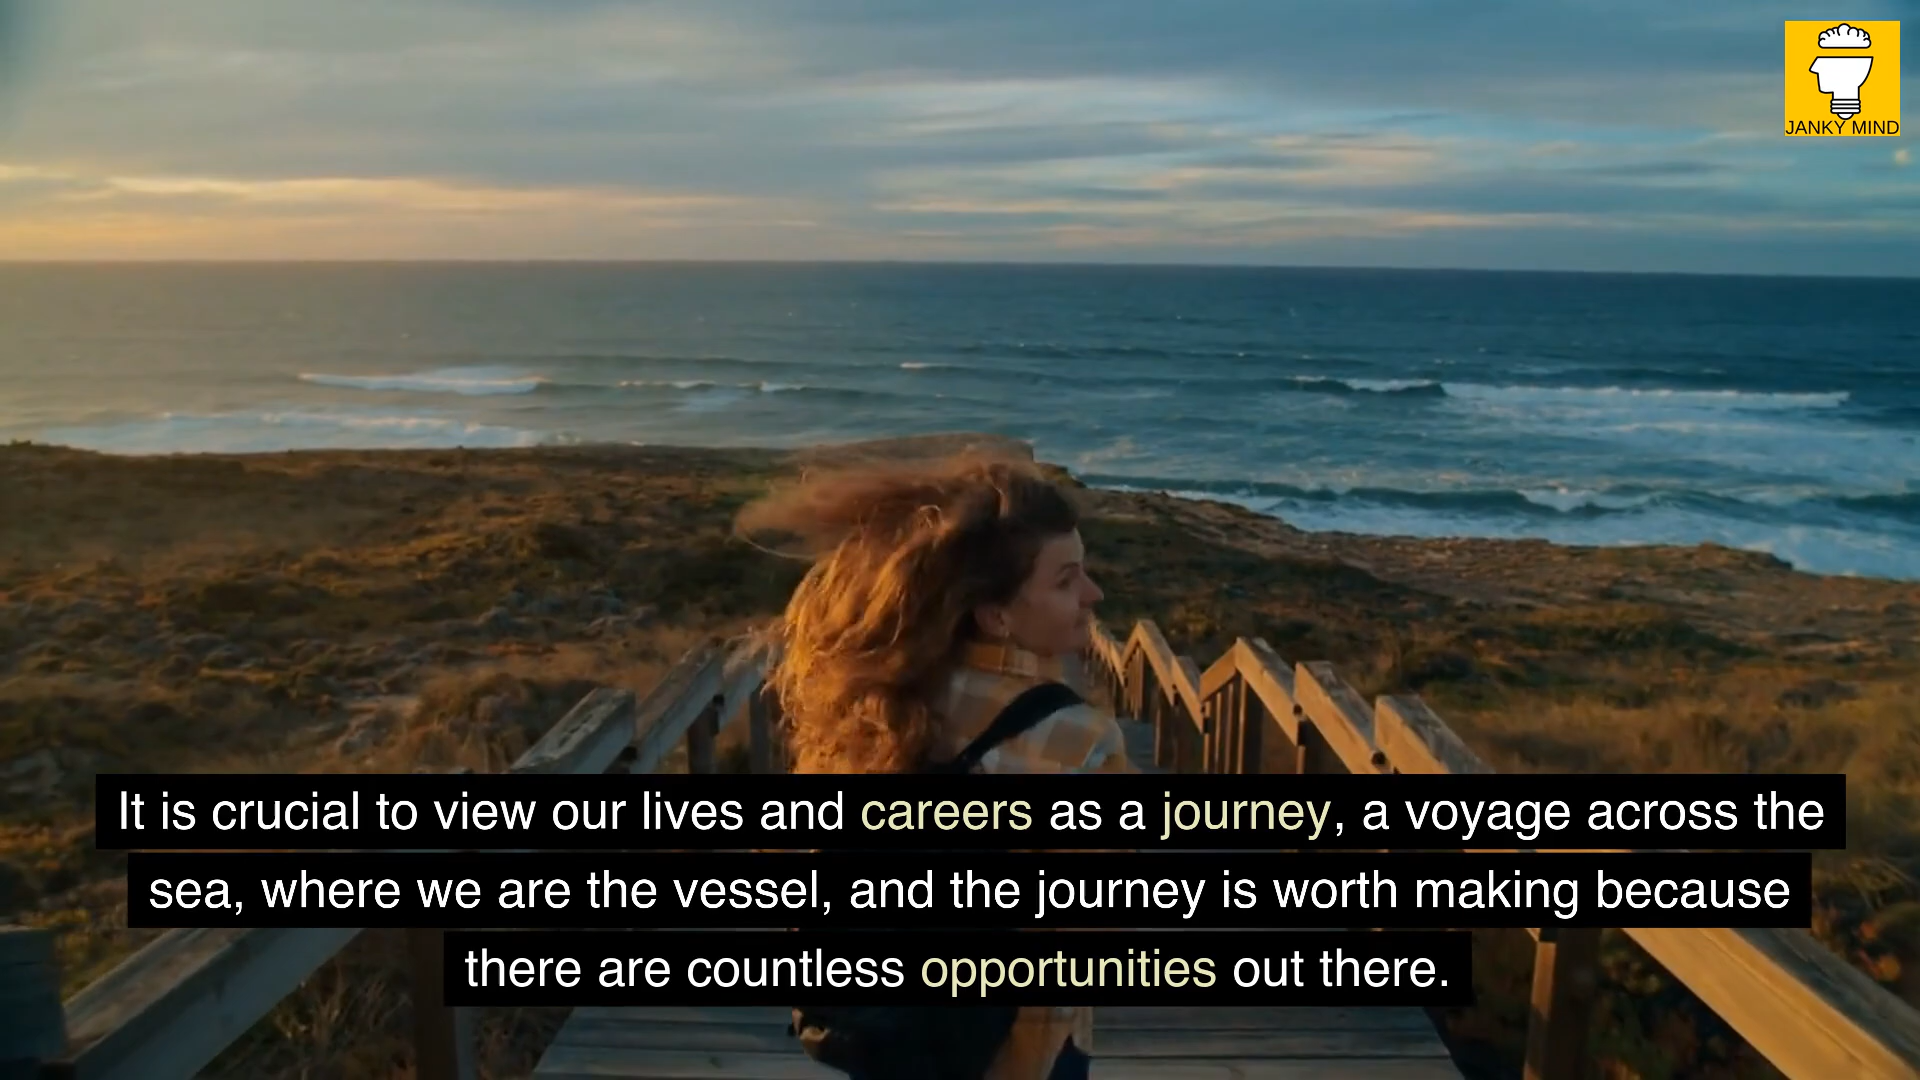 JANKY MIND
It is crucial to view our lives and careers as a journey, a voyage across the
sea, where we are the vessel, and the journey is worth making because
there are countless opportunities out there.